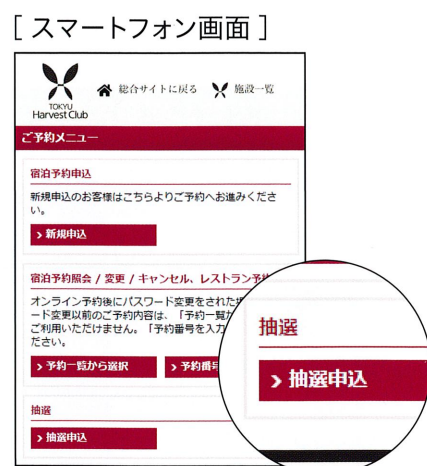 [スマートフォン画面]
TOKYU
Harvest Club
総合サイトに戻る 施設一覧
ご予約メニュー
宿泊予約申込
新規申込のお客様はこちらよりご予約へお進みくださ
い。
› 新規申込
宿泊予約照会 / 変更 / キャンセル、レストラン予
オンライン予約後にパスワード変更をされた
ード変更以前のご予約内容は、「予約一覧
ご利用いただけません。「予約番号を入力
ださい。
› 予約一覧から選択 › 予約番号
抽選
› 抽選申込
抽選
› 抽選申込